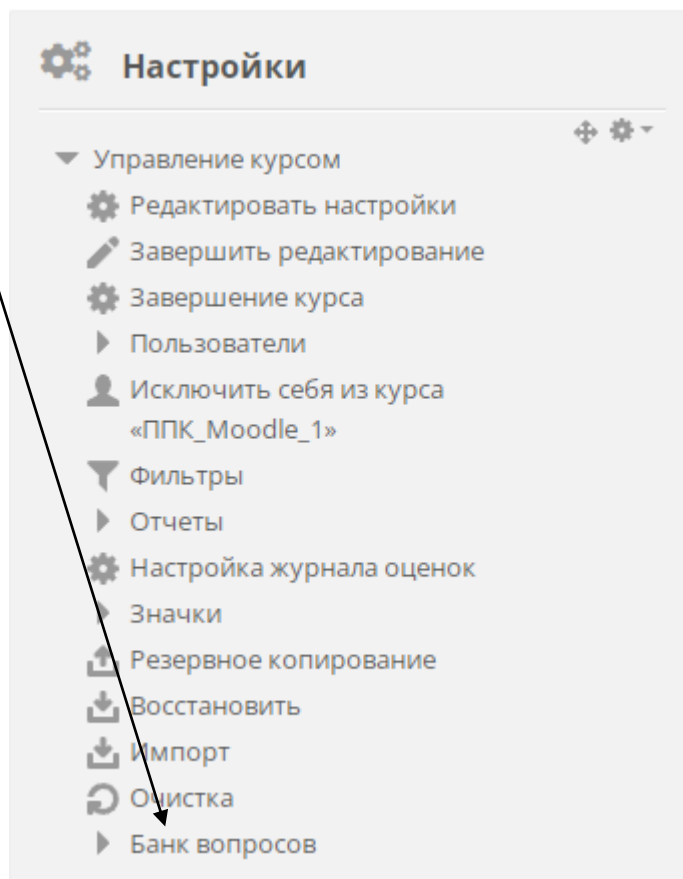 Настройки
Управление курсом
Редактировать настройки
Завершить редактирование
Завершение курса
Пользователи
Исключить себя из курса
«ППК_Moodle_1»
Фильтры
Отчеты
Настройка журнала оценок
Значки
Резервное копирование
Восстановить
Импорт
Очистка
Банк вопросов